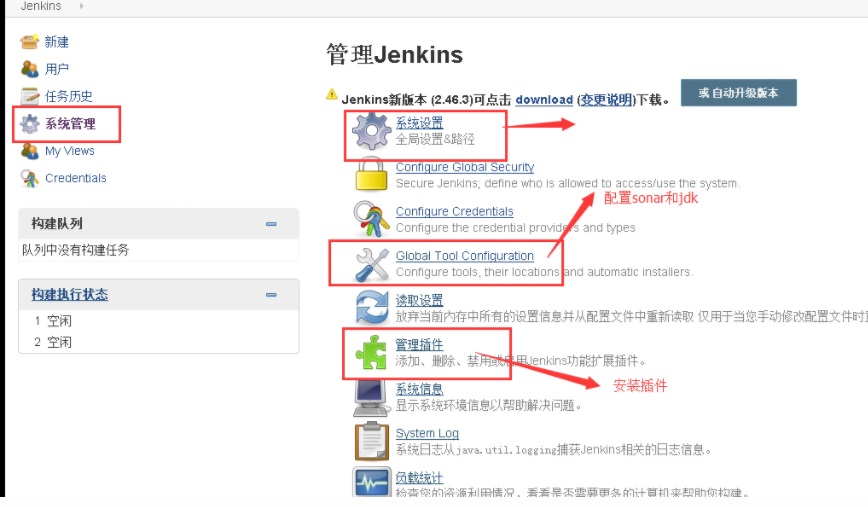 Jenkins
新建
用户
任务历史
系统管理
My Views
Credentials
构建队列
队列中没有构建任务
构建执行状态
1 空闲
2 空闲
管理Jenkins
Jenkins新版本 (2.46.3)可点击 download (变更说明)下载。
或 自动升级版本
系统设置
全局设置&路径
Configure Global Security
Secure Jenkins; define who is allowed to access/use the system.
配置sonar和jdk
Configure Credentials
Configure the credential providers and types
Global Tool Configuration
Configure tools, their locations and automatic installers.
读取设置
放弃当前内存中所有的设置信息并从配置文件中重新读取 仅用于当您手动修改配置文件时
管理插件
添加、删除、禁用或启用Jenkins功能扩展插件。
安装插件
系统信息
显示系统环境信息以帮助解决问题。
System Log
系统日志从java.util.logging捕获Jenkins相关的日志信息。
负载统计
检查您的资源利用情况，看看是否需要更多的计算机来帮助您构建。